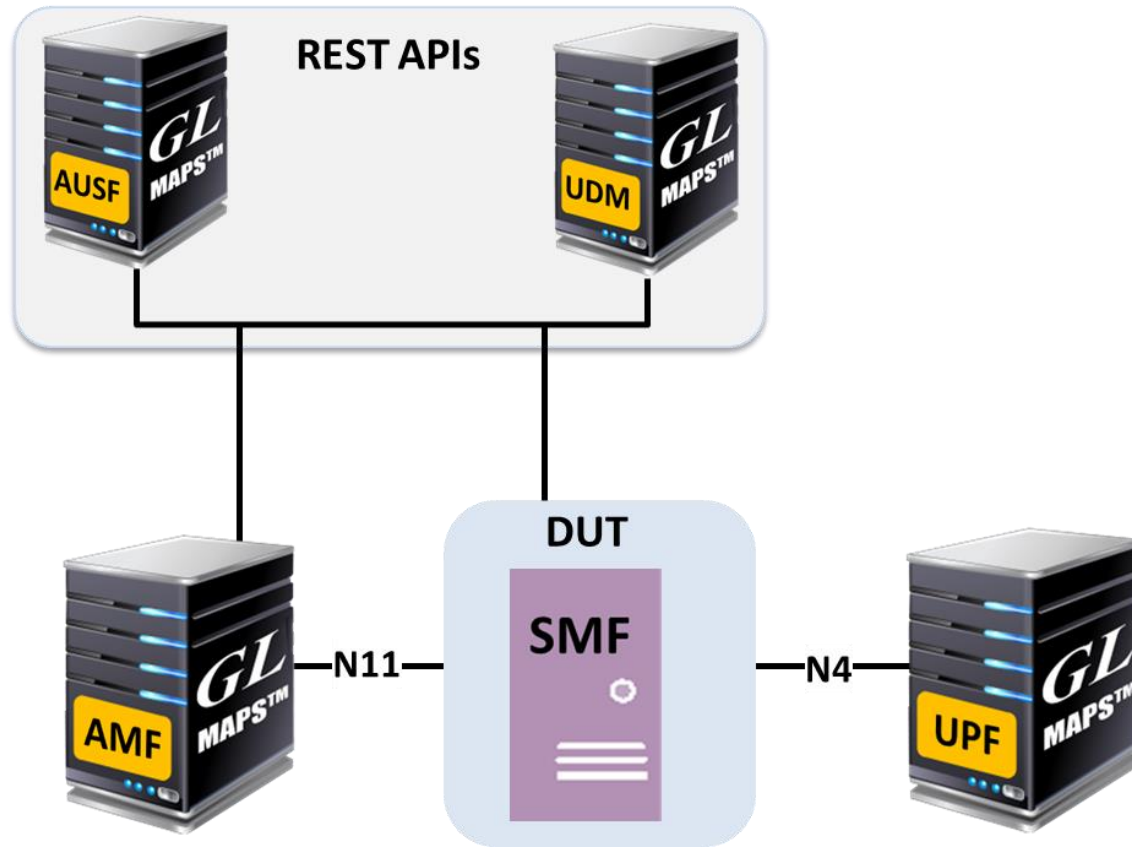 REST APIs
GL
MAPS™
AUSF
GL
MAPS™
UDM
DUT
SMF
GL
MAPS™
AMF
N11
N4
GL
MAPS™
UPF